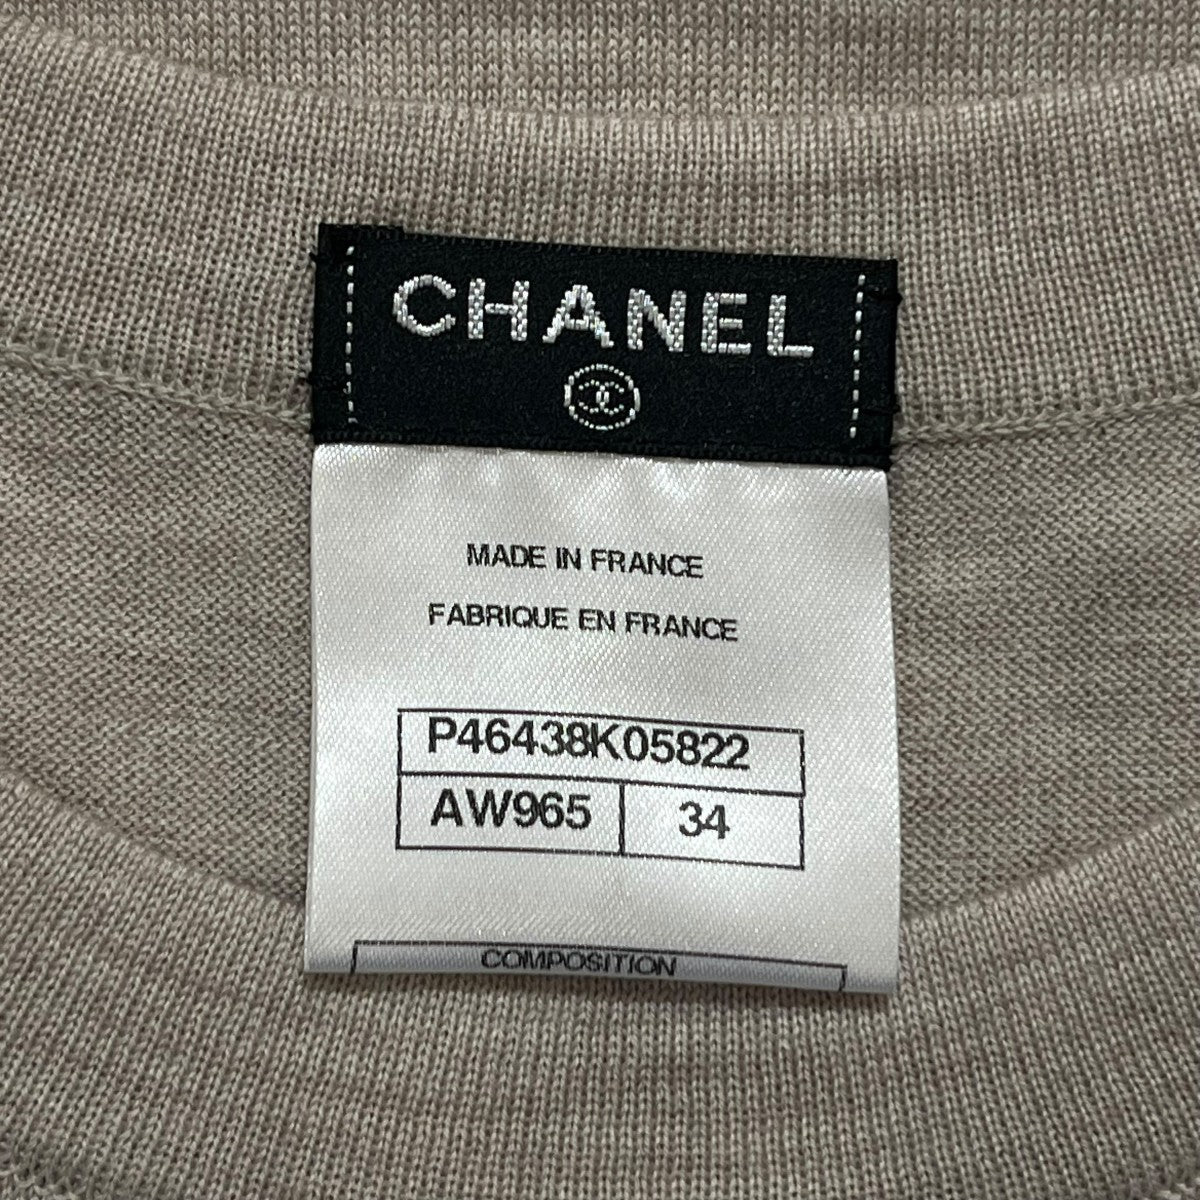 CHANEL
MADE IN FRANCE
FABRIQUE EN FRANCE
P46438K05822
AW965 34
COMPOSITION